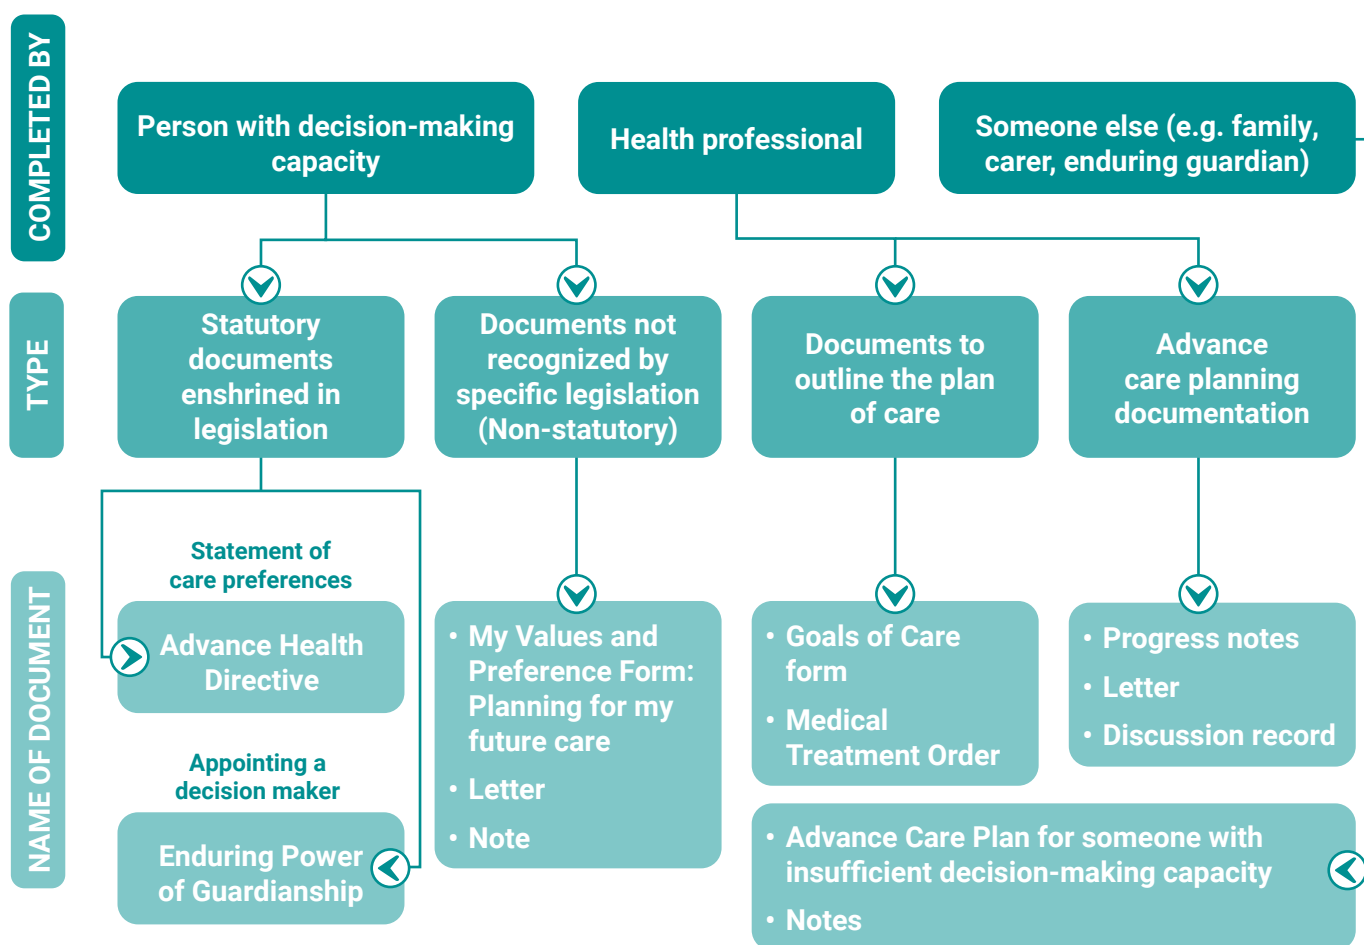 COMPLETED BY
Person with decision-making
capacity
Health professional
Someone else (e.g. family,
carer, enduring guardian)
TYPE
Statutory
documents
enshrined in
legislation
Documents not
recognized by
specific legislation
(Non-statutory)
Documents to
outline the plan
of care
Advance
care planning
documentation
NAME OF DOCUMENT
Statement of
care preferences
Advance Health
Directive
Appointing a
decision maker
Enduring Power
of Guardianship
• My Values and
Preference Form:
Planning for my
future care
• Letter
• Note
• Goals of Care
form
• Medical
Treatment Order
• Progress notes
• Letter
• Discussion record
• Advance Care Plan for someone with
insufficient decision-making capacity
• Notes